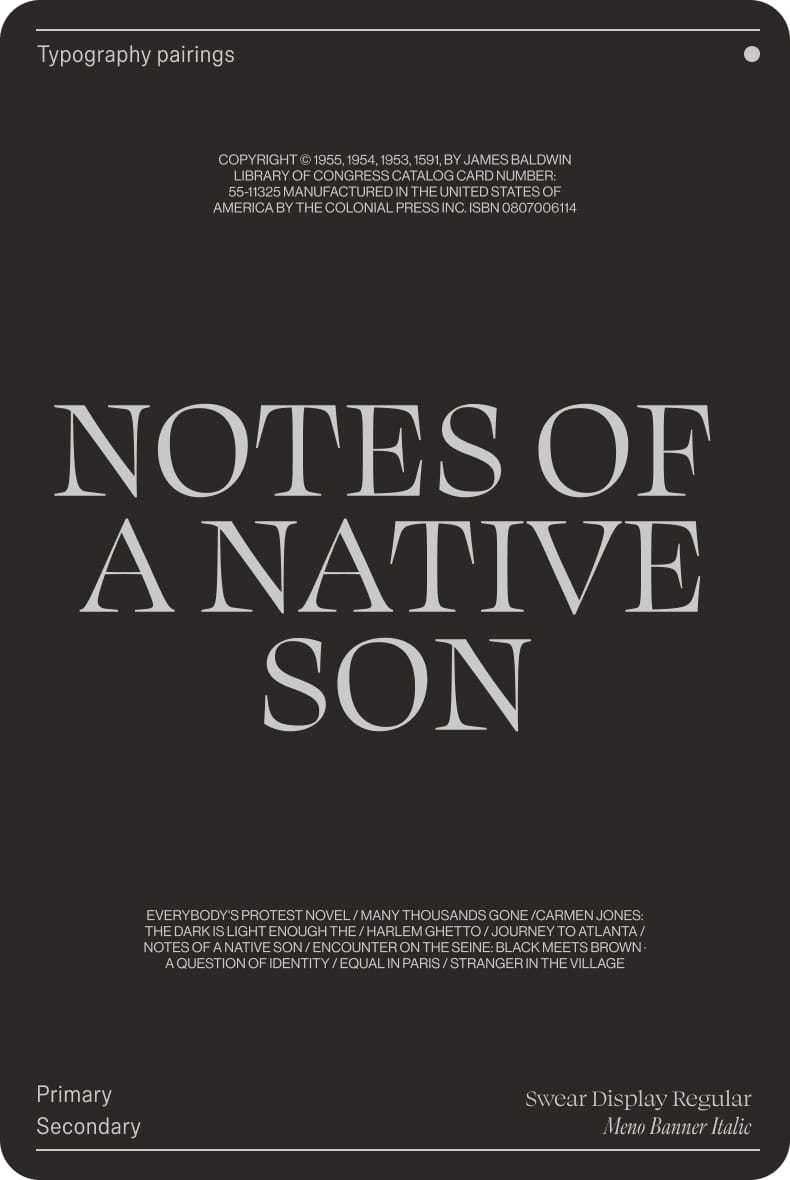 Typography pairings
COPYRIGHT © 1955, 1954, 1953, 1591, BY JAMES BALDWIN
LIBRARY OF CONGRESS CATALOG CARD NUMBER:
55-11325 MANUFACTURED IN THE UNITED STATES OF
AMERICA BY THE COLONIAL PRESS INC. ISBN 0807006114
NOTES OF
A NATIVE
SON
EVERYBODY'S PROTEST NOVEL / MANY THOUSANDS GONE /CARMEN JONES:
THE DARK IS LIGHT ENOUGH THE / HARLEM GHETTO / JOURNEY TO ATLANTA /
NOTES OF A NATIVE SON / ENCOUNTER ON THE SEINE: BLACK MEETS BROWN ·
A QUESTION OF IDENTITY / EQUAL IN PARIS / STRANGER IN THE VILLAGE
Primary
Swear Display Regular
Secondary
Meno Banner Italic